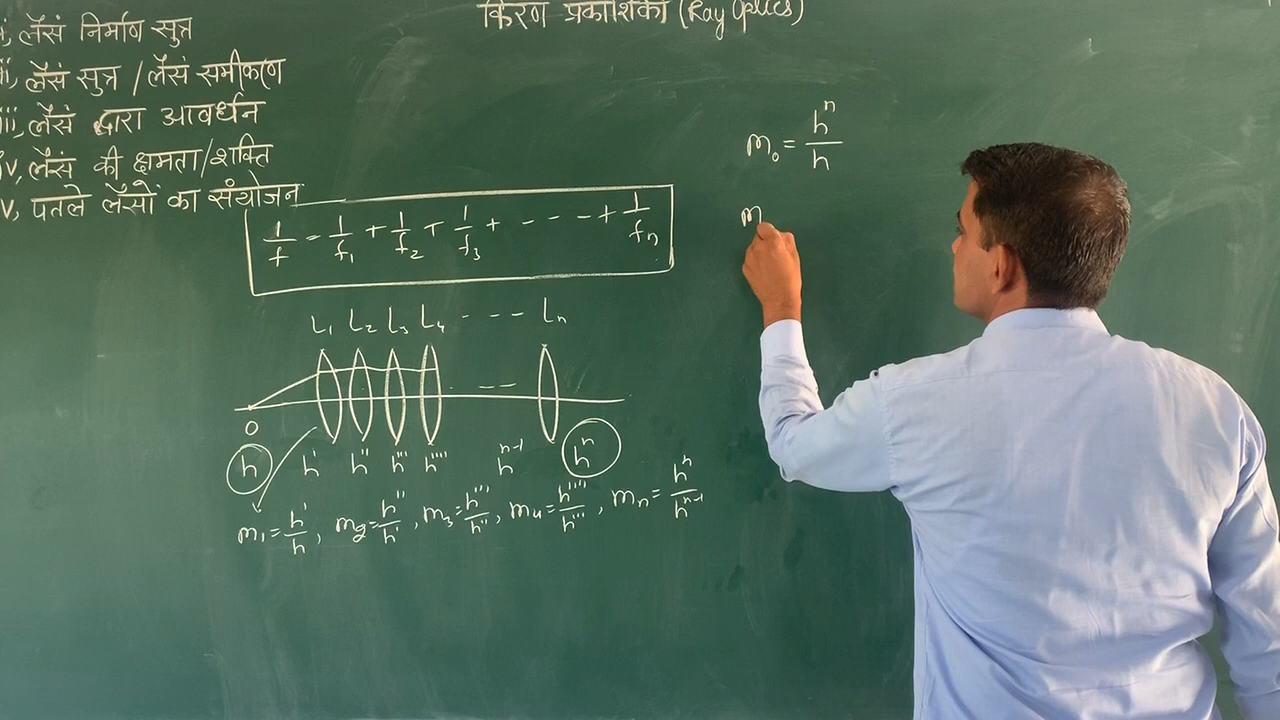 किरण प्रकाशिकी (Ray Optics)
i, लेंस निर्माण सुत्र
ii, लेंस सुत्र / लेंस समीकरण
iii, लेंस द्वारा आवर्धन
iv, लेंस की क्षमता/शक्ति
v, पतले लेंसों का संयोजन
1/f = 1/f₁ + 1/f₂ + 1/f₃ + - - - - + 1/fₙ
L₁ L₂ L₃ L₄ - - - Lₙ
- - -
O
h h' h'' h''' h'''' hⁿ⁻¹ hⁿ
m₁ = h'/h, m₂ = h''/h', m₃ = h'''/h'', m₄ = h''''/h''', mₙ = hⁿ/hⁿ⁻¹
m₀ = hⁿ/h
m